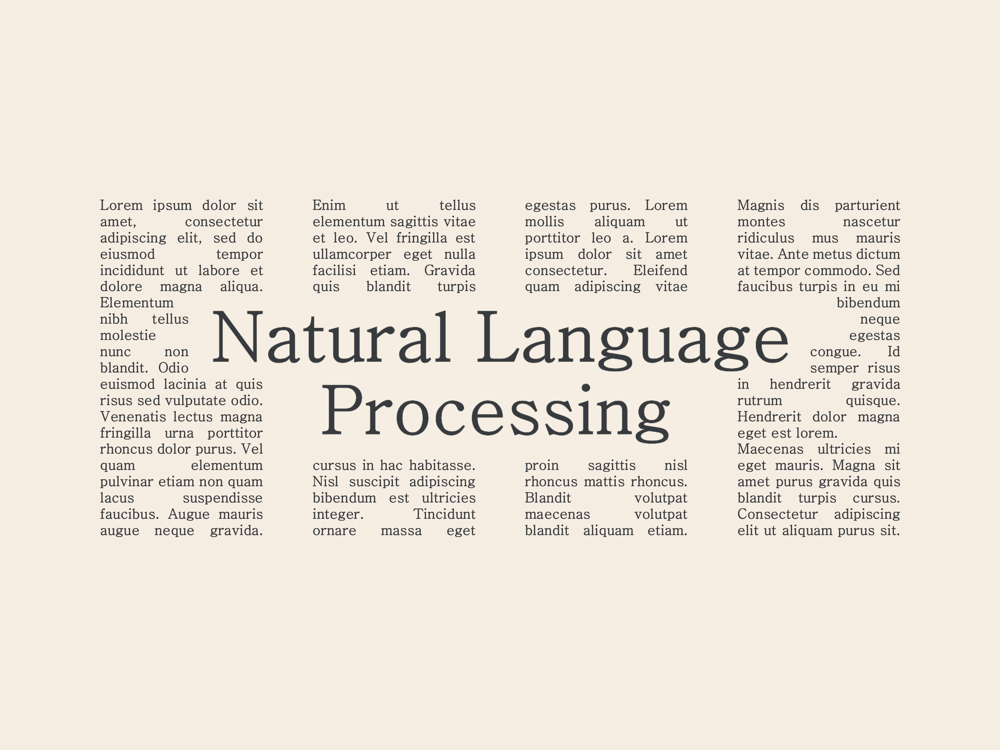 Lorem ipsum dolor sit
amet, consectetur
adipiscing elit, sed do
eiusmod tempor
incididunt ut labore et
dolore magna aliqua.
Elementum
nibh tellus
molestie
nunc non
blandit. Odio
euismod lacinia at quis
risus sed vulputate odio.
Venenatis lectus magna
fringilla urna porttitor
rhoncus dolor purus. Vel
quam elementum
pulvinar etiam non quam
lacus suspendisse
faucibus. Augue mauris
augue neque gravida.
Enim ut tellus
elementum sagittis vitae
et leo. Vel fringilla est
ullamcorper eget nulla
facilisi etiam. Gravida
quis blandit turpis
Natural Language
Processing
cursus in hac habitasse.
Nisl suscipit adipiscing
bibendum est ultricies
integer. Tincidunt
ornare massa eget
egestas purus. Lorem
mollis aliquam ut
porttitor leo a. Lorem
ipsum dolor sit amet
consectetur. Eleifend
quam adipiscing vitae
proin sagittis nisl
rhoncus mattis rhoncus.
Blandit volutpat
maecenas volutpat
blandit aliquam etiam.
Magnis dis parturient
montes nascetur
ridiculus mus mauris
vitae. Ante metus dictum
at tempor commodo. Sed
faucibus turpis in eu mi
bibendum
neque
egestas
congue. Id
semper risus
in hendrerit gravida
rutrum quisque.
Hendrerit dolor magna
eget est lorem.
Maecenas ultricies mi
eget mauris. Magna sit
amet purus gravida quis
blandit turpis cursus.
Consectetur adipiscing
elit ut aliquam purus sit.